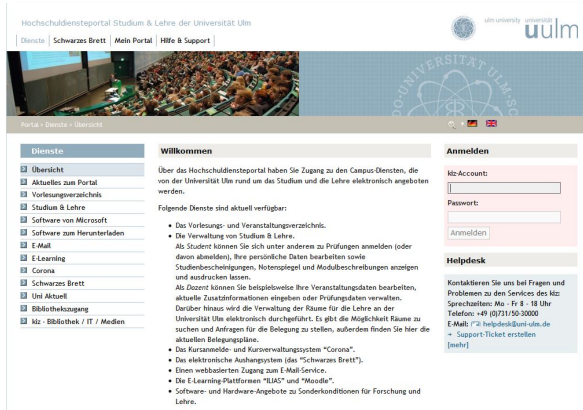 Hochschuldiensteportal Studium & Lehre der Universität Ulm
ulm university universität
uulm
Dienste Schwarzes Brett Mein Portal Hilfe & Support
UNIVERSITÄT ULM
Portal » Dienste » Übersicht
Dienste
Übersicht
Aktuelles zum Portal
Vorlesungsverzeichnis
Studium & Lehre
Software von Microsoft
Software zum Herunterladen
E-Mail
E-Learning
Corona
Schwarzes Brett
Uni Aktuell
Bibliothekszugang
kiz - Bibliothek / IT / Medien
Willkommen
Über das Hochschuldiensteportal haben Sie Zugang zu den Campus-Diensten, die
von der Universität Ulm rund um das Studium und die Lehre elektronisch angeboten
werden.
Folgende Dienste sind aktuell verfügbar:
• Das Vorlesungs- und Veranstaltungsverzeichnis.
• Die Verwaltung von Studium & Lehre.
Als Student können Sie sich unter anderem zu Prüfungen anmelden (oder
davon abmelden), Ihre persönliche Daten bearbeiten sowie
Studienbescheinigungen, Notenspiegel und Modulbeschreibungen anzeigen
und ausdrucken lassen.
Als Dozent können Sie beispielsweise Ihre Veranstaltungsdaten bearbeiten,
aktuelle Zusatzinformationen eingeben oder Prüfungsdaten verwalten.
Darüber hinaus wird die Verwaltung der Räume für die Lehre an der
Universität Ulm elektronisch durchgeführt. Es gibt die Möglichkeit Räume zu
suchen und Anfragen für die Belegung zu stellen, außerdem finden Sie hier die
aktuellen Belegungspläne.
• Das Kursanmelde- und Kursverwaltungssystem "Corona".
• Das elektronische Aushangsystem (das "Schwarzes Brett").
• Einen webbasierten Zugang zum E-Mail-Service.
• Die E-Learning-Plattformen "ILIAS" und "Moodle".
• Software- und Hardware-Angebote zu Sonderkonditionen für Forschung und
Lehre.
Anmelden
kiz-Account:
Passwort:
Anmelden
Helpdesk
Kontaktieren Sie uns bei Fragen und
Problemen zu den Services des kiz:
Sprechzeiten: Mo - Fr 8 - 18 Uhr
Telefon: +49 (0)731/50-30000
E-Mail: helpdesk@uni-ulm.de
Support-Ticket erstellen
[mehr]